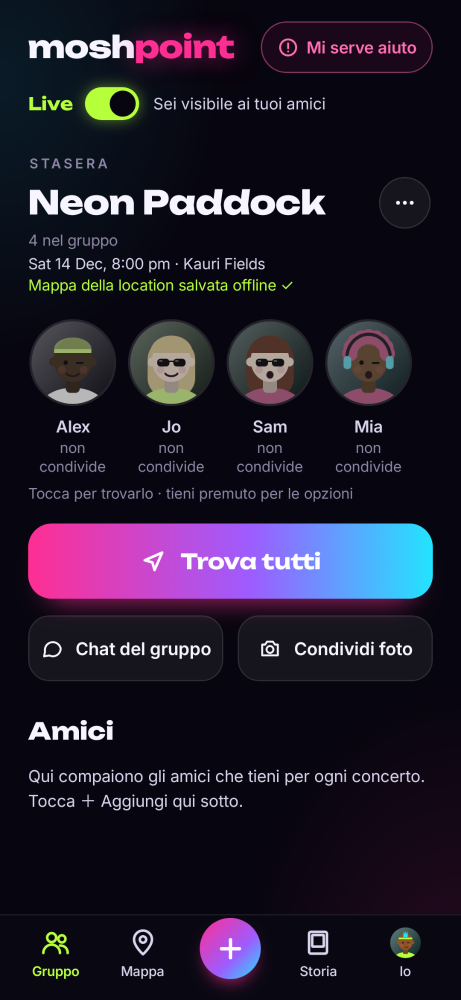 moshpoint
Mi serve aiuto
Live
Sei visibile ai tuoi amici
STASERA
Neon Paddock
4 nel gruppo
Sat 14 Dec, 8:00 pm · Kauri Fields
Mappa della location salvata offline ✓
Alex
non
condivide
Jo
non
condivide
Sam
non
condivide
Mia
non
condivide
Tocca per trovarlo · tieni premuto per le opzioni
Trova tutti
Chat del gruppo
Condividi foto
Amici
Qui compaiono gli amici che tieni per ogni concerto.
Tocca + Aggiungi qui sotto.
Gruppo
Mappa
Storia
Io